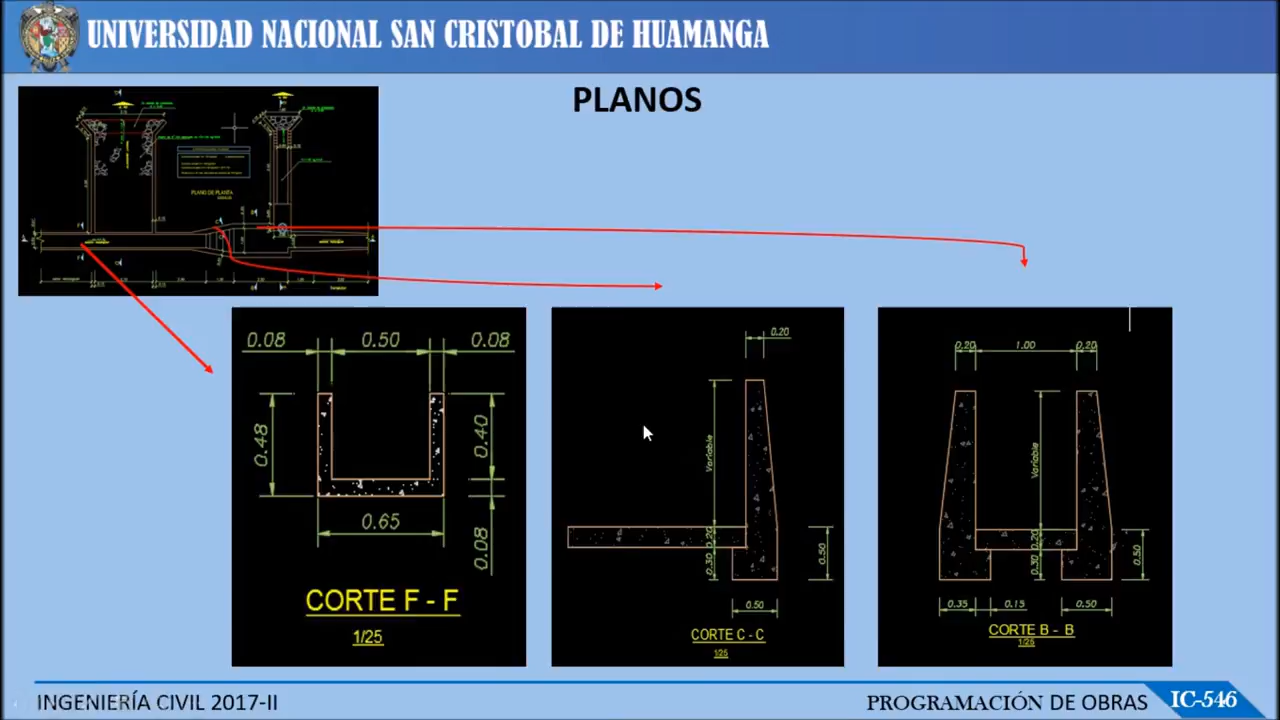 UNIVERSIDAD NACIONAL SAN CRISTOBAL DE HUAMANGA
PLANOS
PLANO DE PLANTA
0.08 0.50 0.08
0.48
0.40
0.65
0.08
CORTE F - F
1/25
0.20
Variable
0.20
0.30
0.50
0.50
CORTE C - C
1/25
0.20 1.00 0.20
Variable
0.20
0.30
0.50
0.35 0.15 0.50
CORTE B - B
1/25
INGENIERÍA CIVIL 2017-II
PROGRAMACIÓN DE OBRAS IC-546